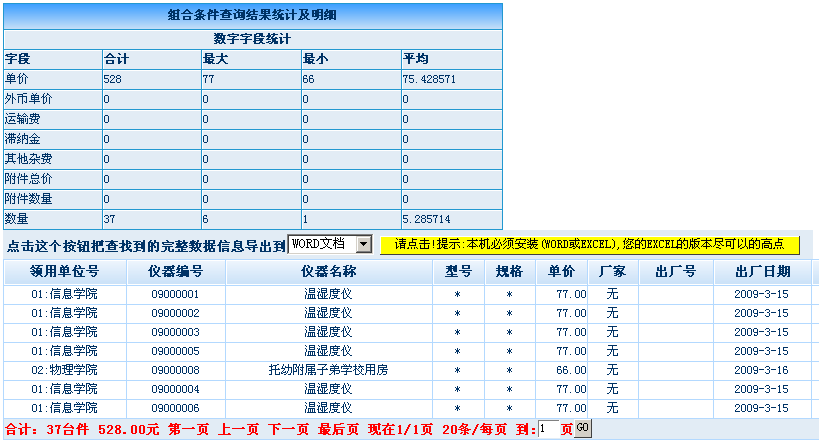 组合条件查询结果统计及明细
数字字段统计
字段 合计 最大 最小 平均
单价 528 77 66 75.428571
外币单价 0 0 0 0
运输费 0 0 0 0
滞纳金 0 0 0 0
其他杂费 0 0 0 0
附件总价 0 0 0 0
附件数量 0 0 0 0
数量 37 6 1 5.285714
点击这个按钮把查找到的完整数据信息导出到 WORD文档 请点击!提示:本机必须安装(WORD或EXCEL),您的EXCEL的版本尽可以的高点
领用单位号 仪器编号 仪器名称 型号 规格 单价 厂家 出厂号 出厂日期
01:信息学院 09000001 温湿度仪 * * 77.00 无 2009-3-15
01:信息学院 09000002 温湿度仪 * * 77.00 无 2009-3-15
01:信息学院 09000003 温湿度仪 * * 77.00 无 2009-3-15
01:信息学院 09000005 温湿度仪 * * 77.00 无 2009-3-15
02:物理学院 09000008 托幼附属子弟学校用房 * * 66.00 无 2009-3-16
01:信息学院 09000004 温湿度仪 * * 77.00 无 2009-3-15
01:信息学院 09000006 温湿度仪 * * 77.00 无 2009-3-15
合计: 37台件 528.00元 第一页 上一页 下一页 最后页 现在1/1页 20条/每页 到:1页GO